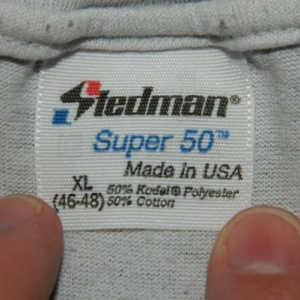 Stedman®
Super 50™
Made in USA
XL 50% Kodel® Polyester
(46-48) 50% Cotton